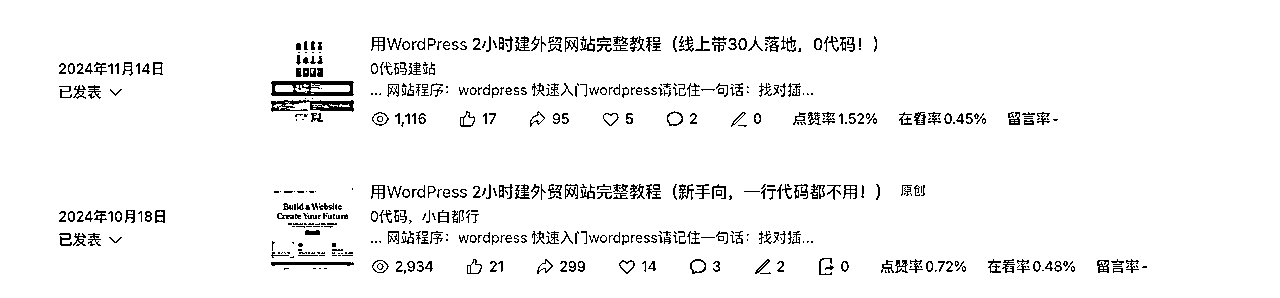 用WordPress 2小时建外贸网站完整教程（线上带30人落地，0代码！）
2024年11月14日
0代码建站
已发表
... 网站程序：wordpress 快速入门wordpress请记住一句话：找对插...
1,116 17 95 5 2 0 点赞率1.52% 在看率0.45% 留言率-
用WordPress 2小时建外贸网站完整教程（新手向，一行代码都不用！） 原创
Build a Website
Create Your Future
2024年10月18日
0代码，小白都行
已发表
... 网站程序：wordpress 快速入门wordpress请记住一句话：找对插...
2,934 21 299 14 3 2 0 点赞率0.72% 在看率0.48% 留言率-